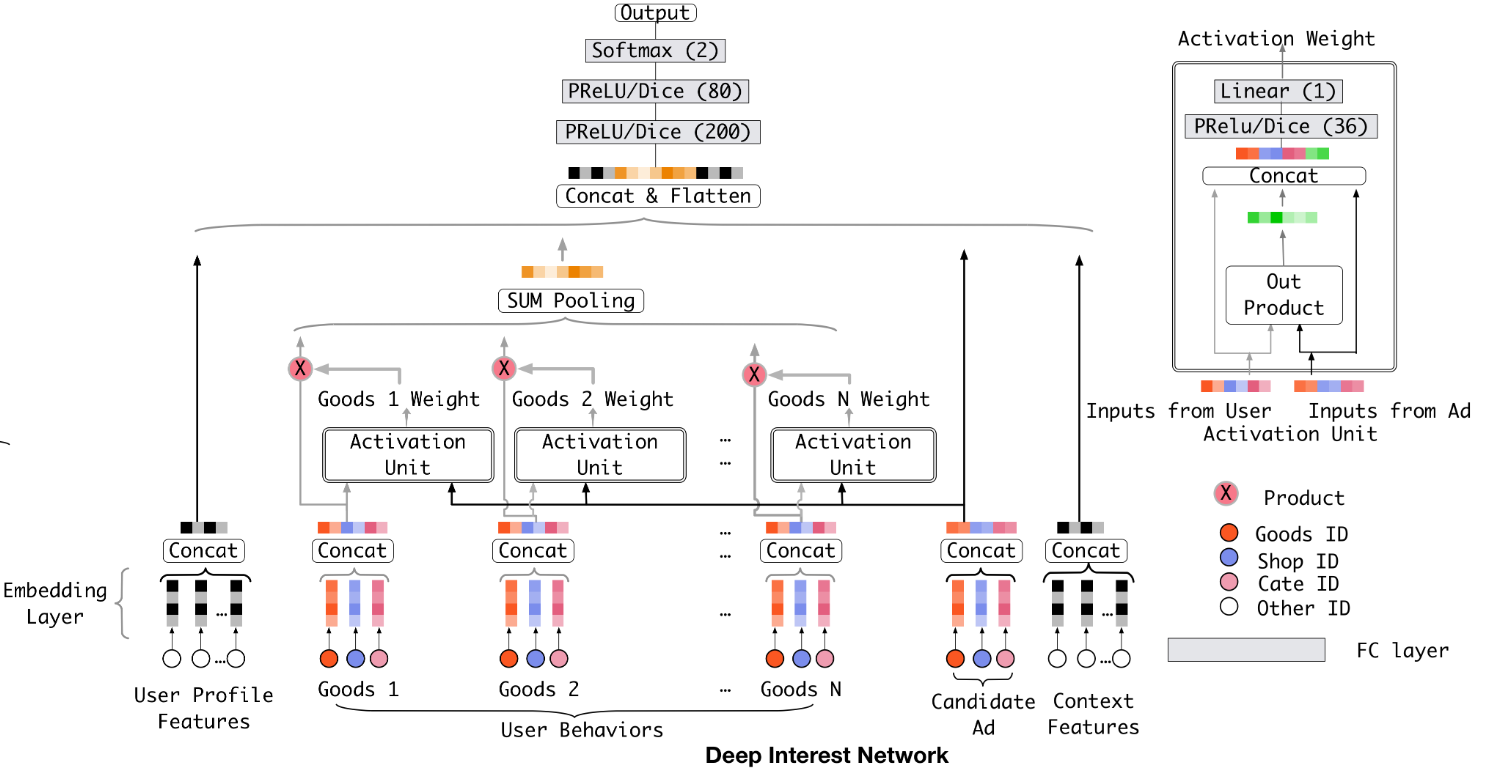 Output
Softmax (2)
PReLU/Dice (80)
PReLU/Dice (200)
Concat & Flatten
SUM Pooling
X
X
X
Goods 1 Weight
Goods 2 Weight
Goods N Weight
Activation
Unit
Activation
Unit
...
...
Activation
Unit
Concat
Concat
Concat
...
...
Concat
Concat
Concat
Embedding
Layer
...
...
...
...
User Profile
Features
Goods 1
Goods 2
...
Goods N
User Behaviors
Candidate
Ad
Context
Features
Activation Weight
Linear (1)
PRelu/Dice (36)
Concat
Out
Product
Inputs from User
Inputs from Ad
Activation Unit
X
Product
Goods ID
Shop ID
Cate ID
Other ID
FC layer
Deep Interest Network